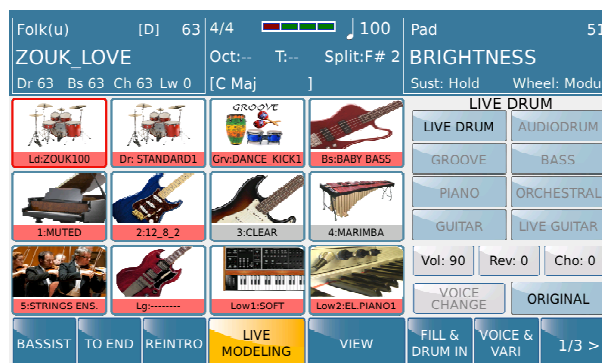 Folk(u) [D] 63 4/4 100 Pad 51
ZOUK_LOVE Oct:-- T:-- Split:F# 2 BRIGHTNESS
Dr 63 Bs 63 Ch 63 Lw 0 [C Maj ] Sust: Hold Wheel: Modu
LIVE DRUM
GROOVE
Ld:ZOUK100 Dr: STANDARD1 Grv:DANCE KICK1 Bs:BABY BASS
LIVE DRUM AUDIODRUM
GROOVE BASS
1:MUTED 2:12_8_2 3:CLEAR 4:MARIMBA
PIANO ORCHESTRAL
GUITAR LIVE GUITAR
5:STRINGS ENS. Lg:-------- Low1:SOFT Low2:EL.PIANO1
Vol: 90 Rev: 0 Cho: 0
VOICE
CHANGE ORIGINAL
BASSIST TO END REINTRO LIVE
MODELING VIEW FILL &
DRUM IN VOICE &
VARI 1/3 >